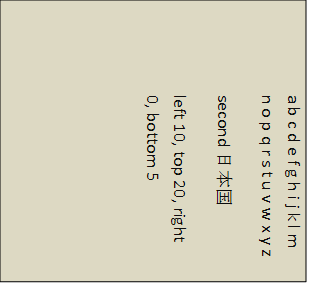 a b c d e f g h i j k l m
n o p q r s t u v w x y z
second 日本国
left 10, top 20, right
0, bottom 5